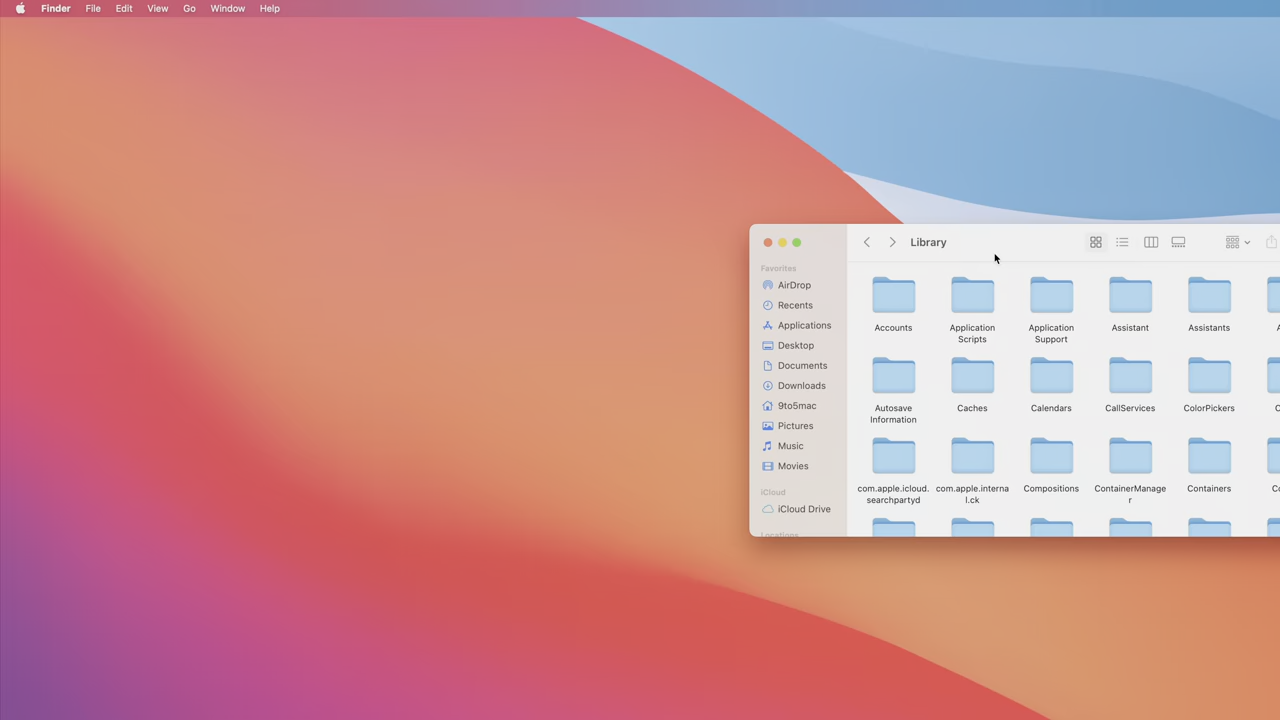 Finder File Edit View Go Window Help
Library
Favorites
AirDrop
Recents
Applications
Desktop
Documents
Downloads
9to5mac
Pictures
Music
Movies
iCloud
iCloud Drive
Locations
Accounts
Application
Scripts
Application
Support
Assistant
Assistants
Autosave
Information
Caches
Calendars
CallServices
ColorPickers
com.apple.icloud.
searchpartyd
com.apple.interna
l.ck
Compositions
ContainerManage
r
Containers